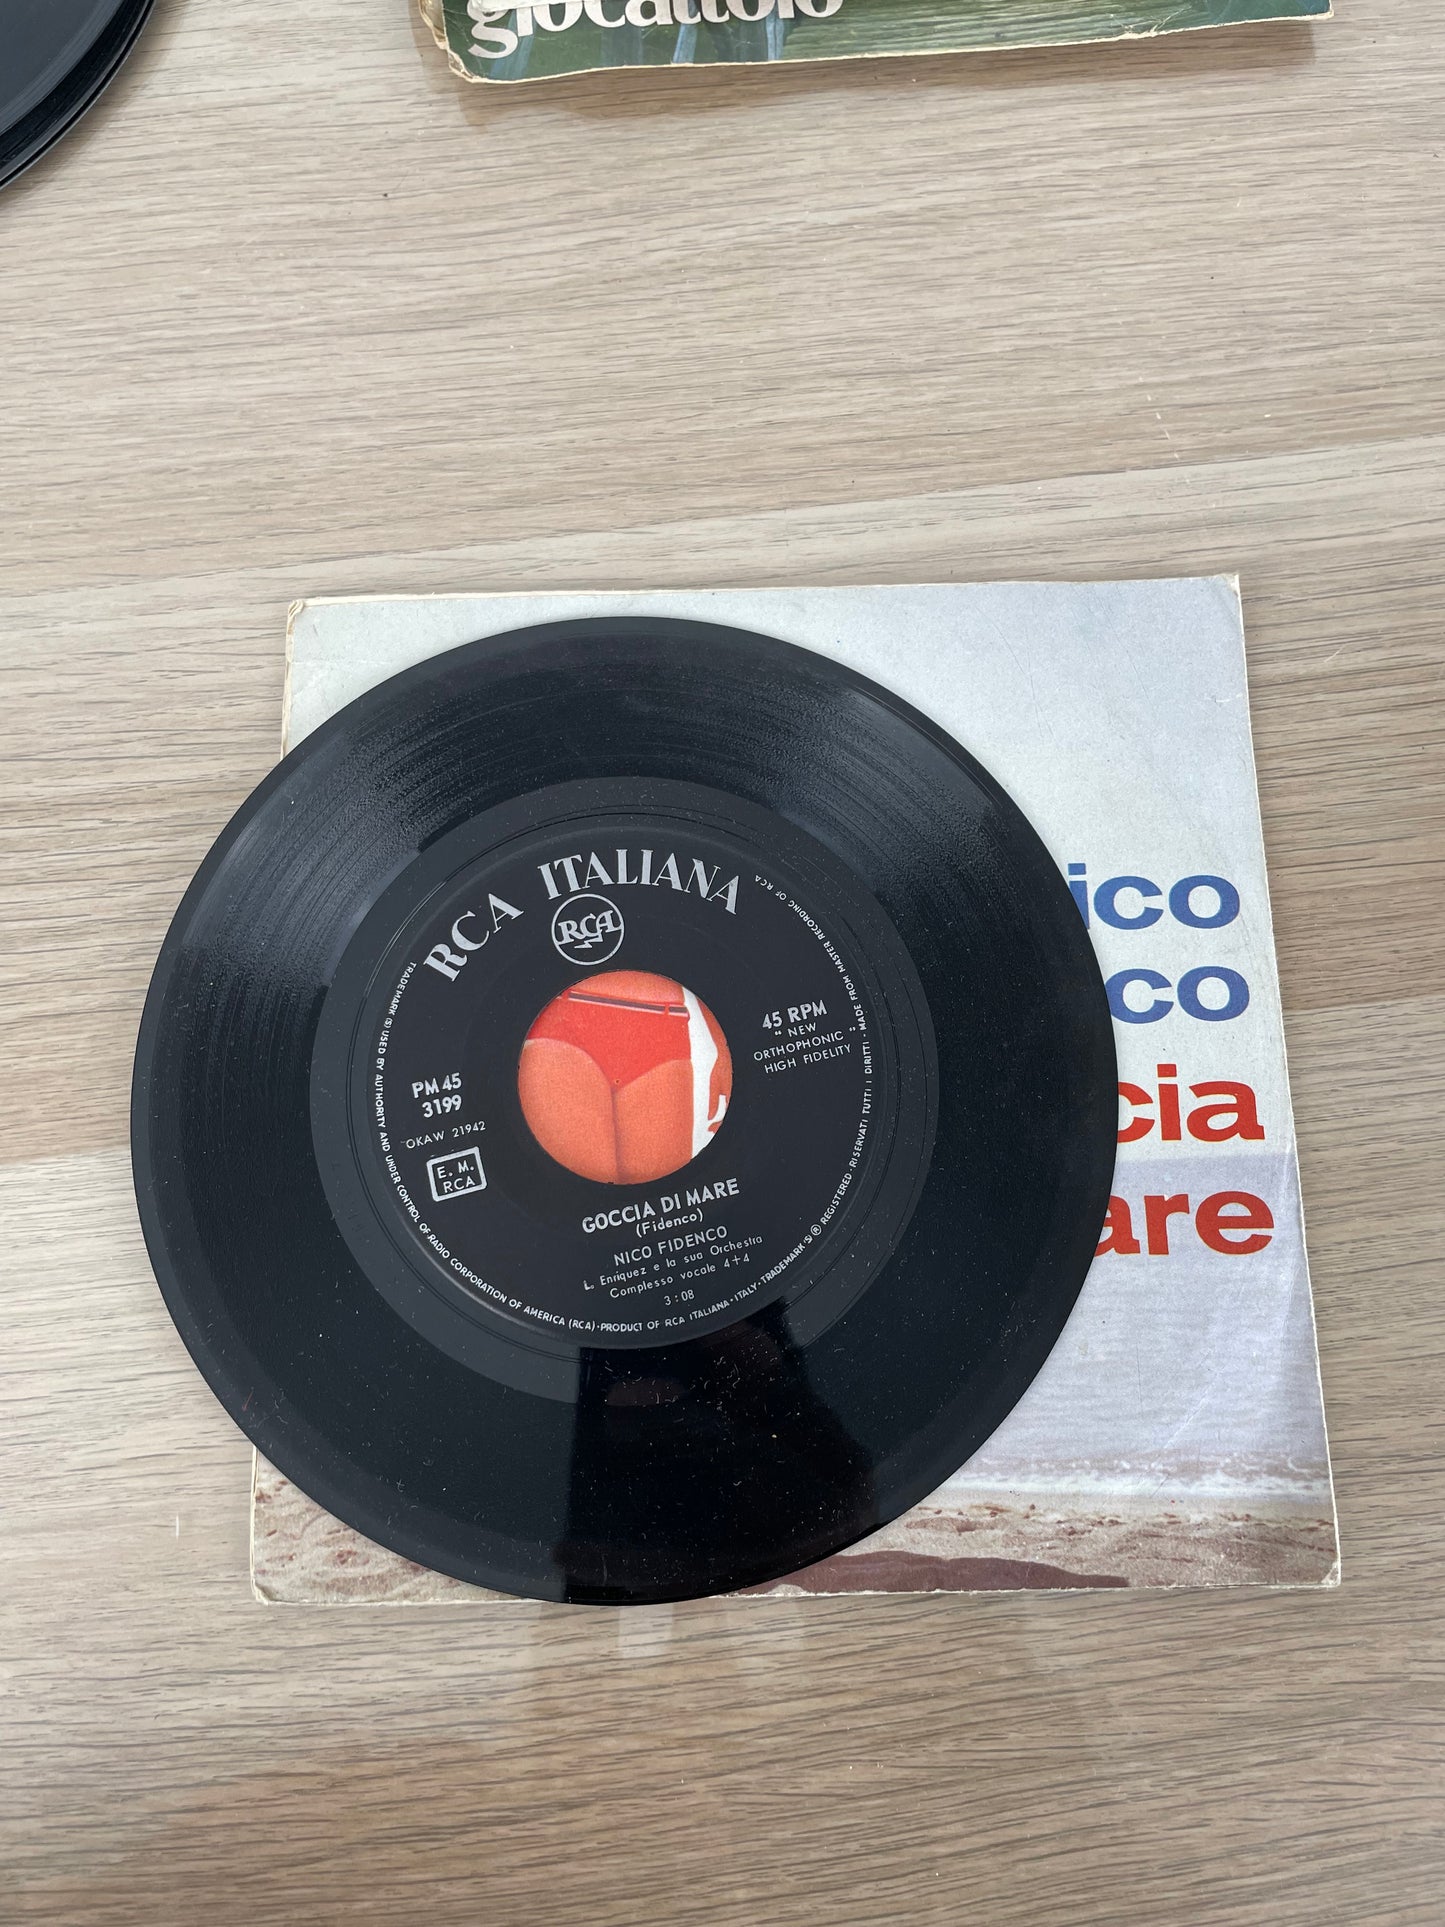 giocattolo
ico
co
cia
are
RCA ITALIANA
RCA
45 RPM
" NEW
ORTHOPHONIC "
HIGH FIDELITY
PM 45
3199
OKAW 21942
E. M.
RCA
GOCCIA DI MARE
(Fidenco)
NICO FIDENCO
L. Enriquez e la sua Orchestra
Complesso vocale 4+4
3:08
TRADEMARK (S) USED BY AUTHORITY AND UNDER CONTROL OF RADIO CORPORATION OF AMERICA (RCA) · PRODUCT OF RCA ITALIANA · ITALY · TRADEMARK (S) ® REGISTERED · RISERVATI TUTTI I DIRITTI · MADE FROM MASTER RECORDING OF RCA